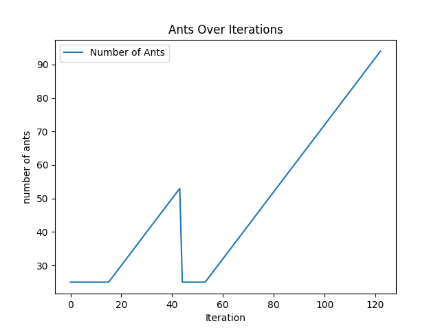 Ants Over Iterations
Number of Ants
number of ants
90
80
70
60
50
40
30
0 20 40 60 80 100 120
Iteration